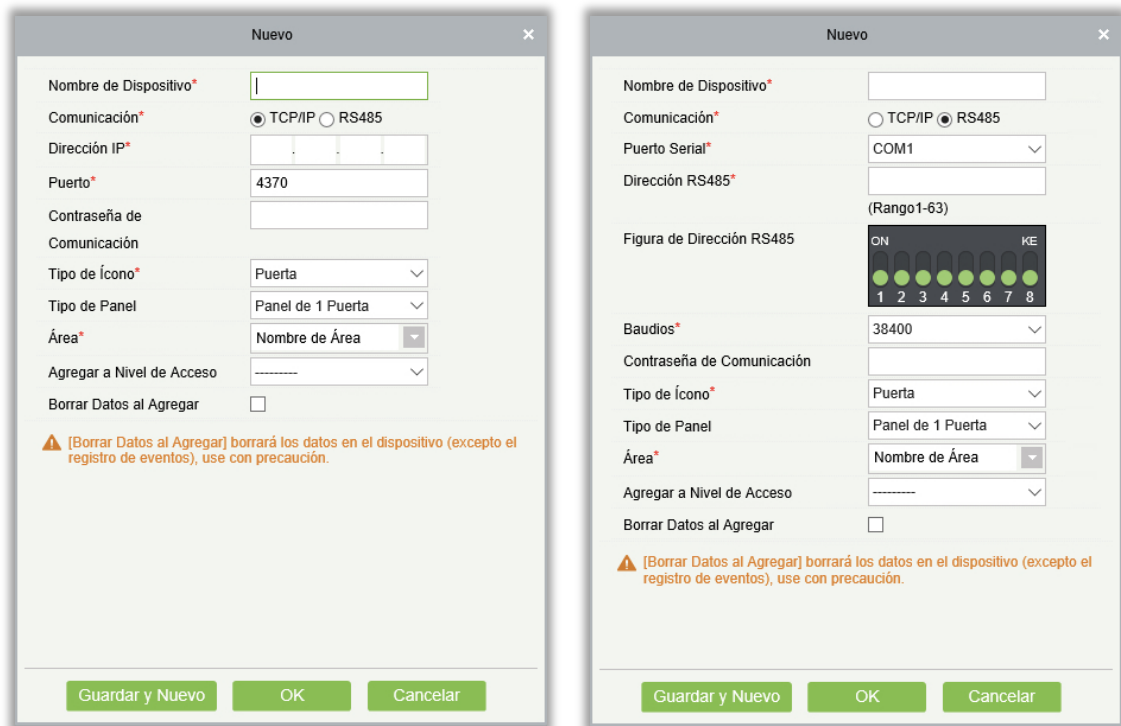 Nuevo ×
Nombre de Dispositivo*
Comunicación* TCP/IP RS485
Dirección IP* . . .
Puerto* 4370
Contraseña de
Comunicación
Tipo de Ícono* Puerta
Tipo de Panel Panel de 1 Puerta
Área* Nombre de Área
Agregar a Nivel de Acceso ---------
Borrar Datos al Agregar
[Borrar Datos al Agregar] borrará los datos en el dispositivo (excepto el
registro de eventos), use con precaución.
Guardar y Nuevo OK Cancelar
Nuevo ×
Nombre de Dispositivo*
Comunicación* TCP/IP RS485
Puerto Serial* COM1
Dirección RS485*
(Rango1-63)
Figura de Dirección RS485
ON KE
1 2 3 4 5 6 7 8
Baudios* 38400
Contraseña de Comunicación
Tipo de Ícono* Puerta
Tipo de Panel Panel de 1 Puerta
Área* Nombre de Área
Agregar a Nivel de Acceso ---------
Borrar Datos al Agregar
[Borrar Datos al Agregar] borrará los datos en el dispositivo (excepto el
registro de eventos), use con precaución.
Guardar y Nuevo OK Cancelar